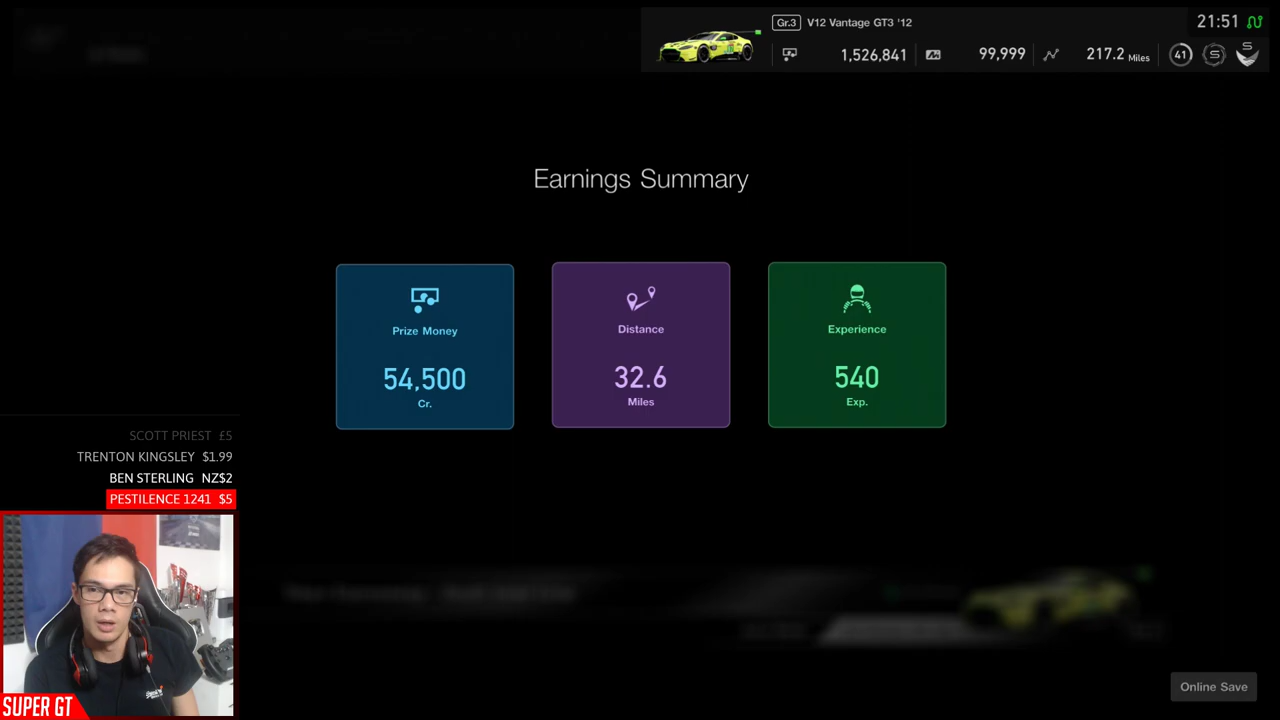 Gr.3 V12 Vantage GT3 '12
21:51
1,526,841
99,999
217.2 Miles
41
S
S
Earnings Summary
Prize Money
54,500
Cr.
Distance
32.6
Miles
Experience
540
Exp.
SCOTT PRIEST £5
TRENTON KINGSLEY $1.99
BEN STERLING NZ$2
PESTILENCE 1241 $5
SUPER GT
Online Save